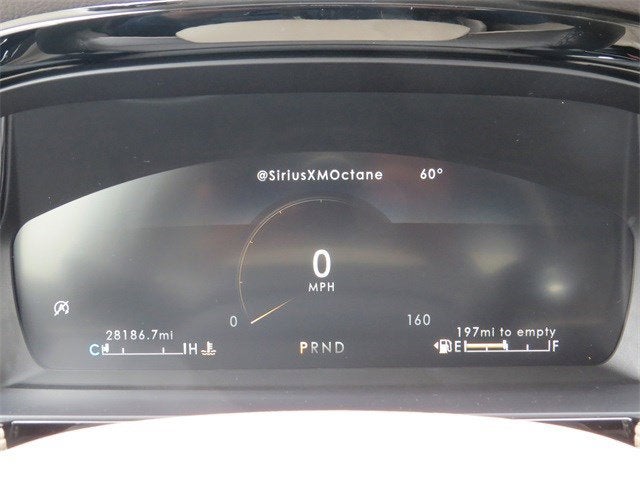 @SiriusXMOctane 60°
0
MPH
0 160
28186.7mi 197mi to empty
C H PRND E F